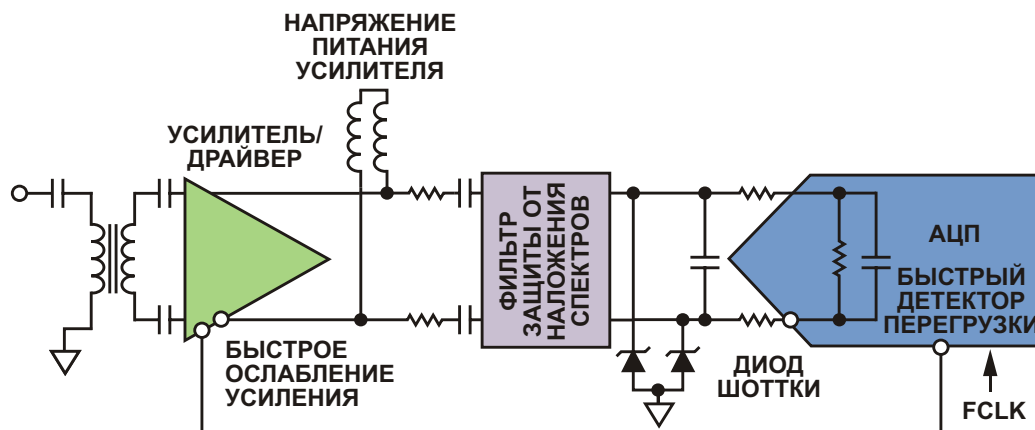 НАПРЯЖЕНИЕ
ПИТАНИЯ
УСИЛИТЕЛЯ
УСИЛИТЕЛЬ/
ДРАЙВЕР
БЫСТРОЕ
ОСЛАБЛЕНИЕ
УСИЛЕНИЯ
ФИЛЬТР
ЗАЩИТЫ ОТ
НАЛОЖЕНИЯ
СПЕКТРОВ
ДИОД
ШОТТКИ
АЦП
БЫСТРЫЙ
ДЕТЕКТОР
ПЕРЕГРУЗКИ
FCLK